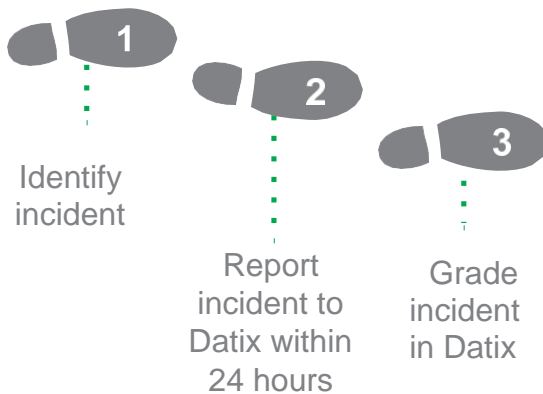 1
Identify
incident
2
Report
incident to
Datix within
24 hours
3
Grade
incident
in Datix